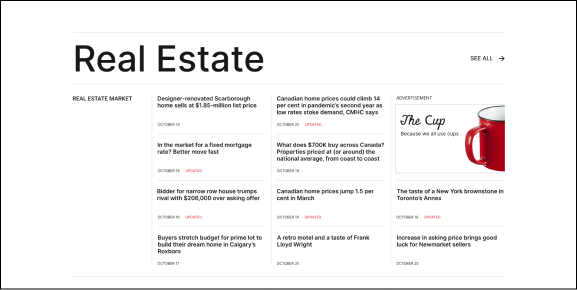 Real Estate
SEE ALL
REAL ESTATE MARKET
Designer-renovated Scarborough
home sells at $1.85-million list price
OCTOBER 19
In the market for a fixed mortgage
rate? Better move fast
OCTOBER 18 UPDATED
Bidder for narrow row house trumps
rival with $206,000 over asking offer
OCTOBER 18 UPDATED
Buyers stretch budget for prime lot to
build their dream home in Calgary's
Roxboro
OCTOBER 17
Canadian home prices could climb 14
per cent in pandemic's second year as
low rates stoke demand, CMHC says
OCTOBER 20 UPDATED
What does $700K buy across Canada?
Properties priced at (or around) the
national average, from coast to coast
OCTOBER 18
Canadian home prices jump 1.5 per
cent in March
OCTOBER 19 UPDATED
A retro motel and a taste of Frank
Lloyd Wright
OCTOBER 20
ADVERTISEMENT
The Cup
Because we all use cups
The taste of a New York brownstone in
Toronto's Annex
OCTOBER 19 UPDATED
Increase in asking price brings good
luck for Newmarket sellers
OCTOBER 20